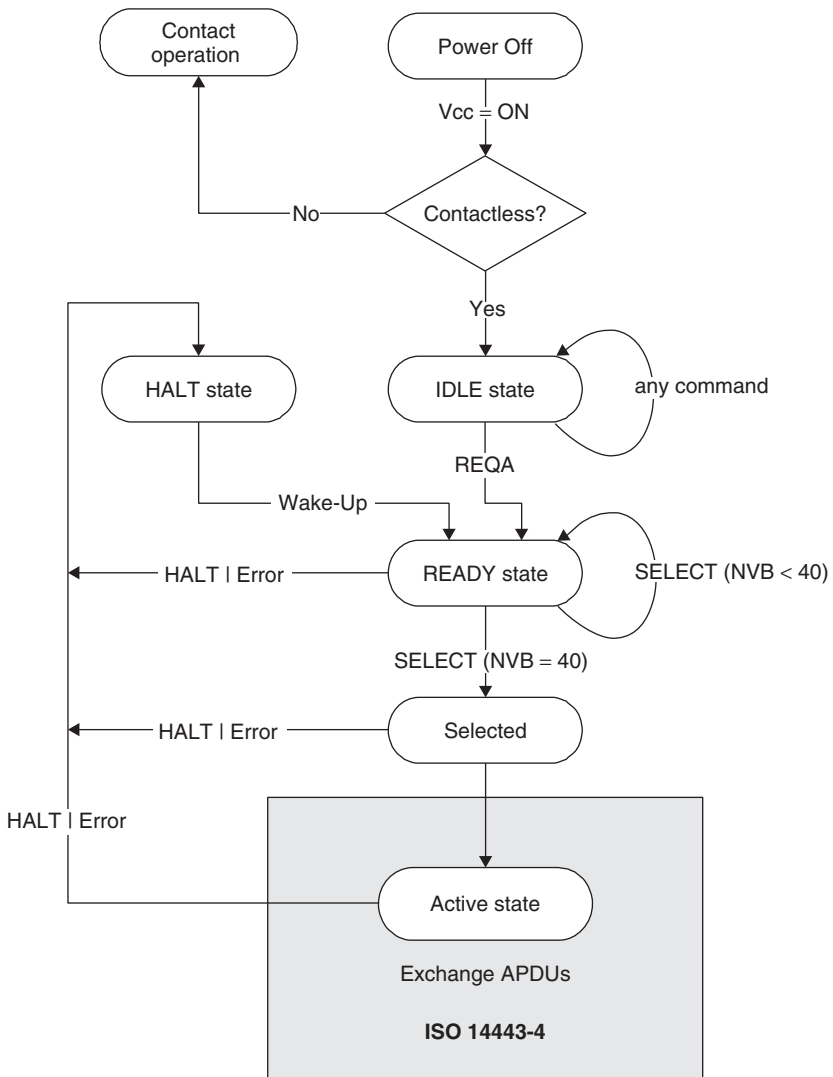 Contact
operation
Power Off
Vcc = ON
No
Contactless?
Yes
HALT state
IDLE state
any command
REQA
Wake-Up
HALT | Error
READY state
SELECT (NVB < 40)
SELECT (NVB = 40)
HALT | Error
Selected
HALT | Error
Active state
Exchange APDUs
ISO 14443-4